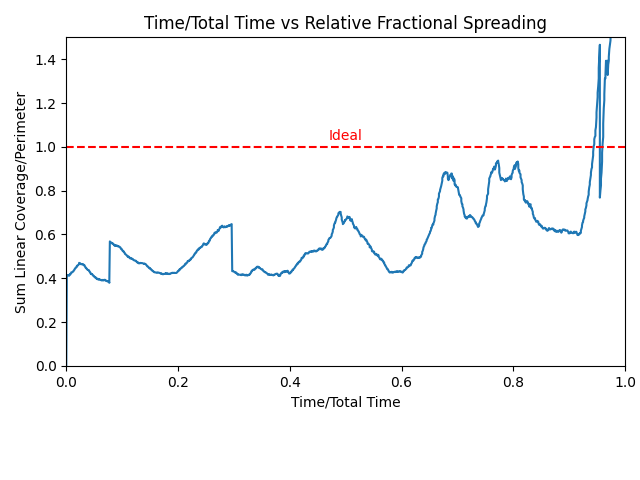 Time/Total Time vs Relative Fractional Spreading
Sum Linear Coverage/Perimeter
1.4
1.2
1.0
0.8
0.6
0.4
0.2
0.0
Ideal
0.0 0.2 0.4 0.6 0.8 1.0
Time/Total Time